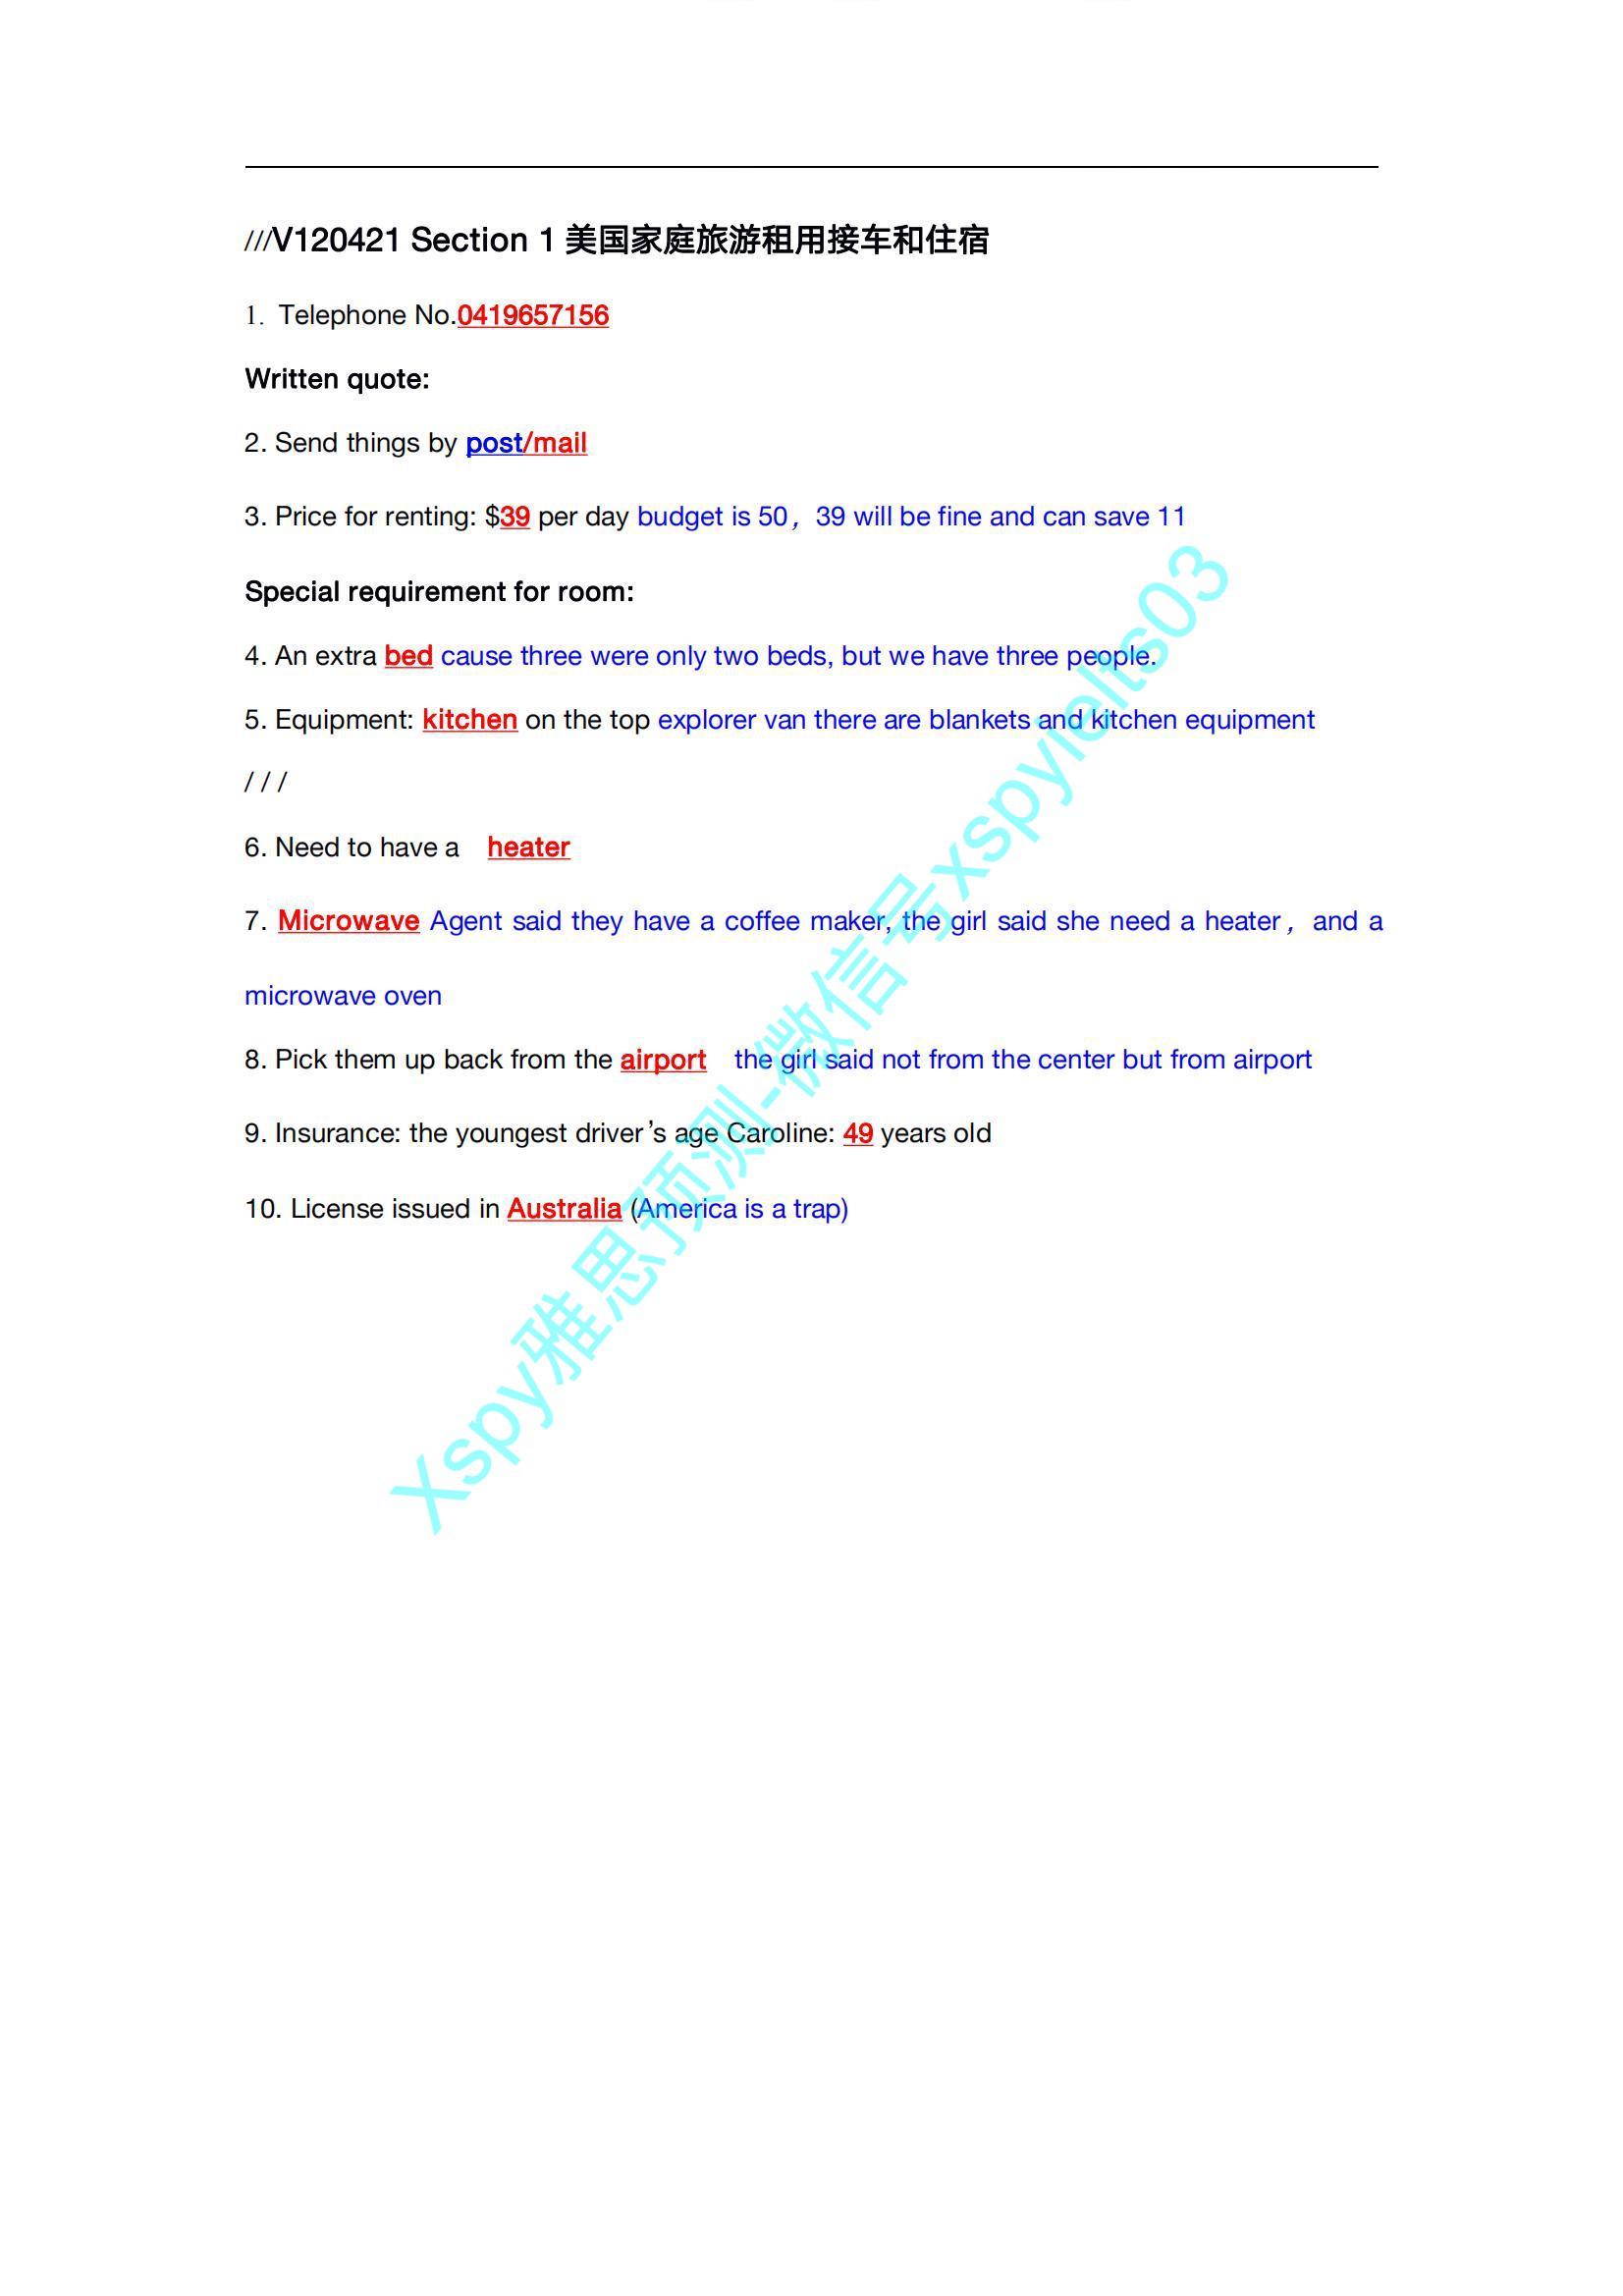 ///V120421 Section 1 美国家庭旅游租用接车和住宿
1. Telephone No.0419657156
Written quote:
2. Send things by post/mail
3. Price for renting: $39 per day budget is 50，39 will be fine and can save 11
Special requirement for room:
4. An extra bed cause three were only two beds, but we have three people.
5. Equipment: kitchen on the top explorer van there are blankets and kitchen equipment
/ / /
6. Need to have a heater
7. Microwave Agent said they have a coffee maker, the girl said she need a heater，and a
microwave oven
8. Pick them up back from the airport the girl said not from the center but from airport
9. Insurance: the youngest driver’s age Caroline: 49 years old
10. License issued in Australia (America is a trap)
Xspy雅思预测-微信号xspyielts03